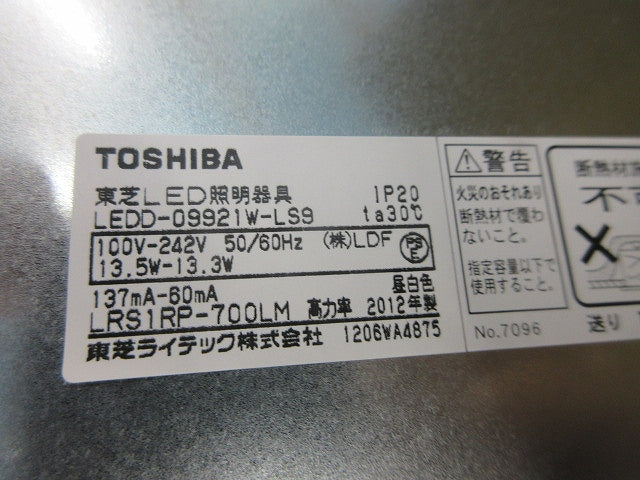 TOSHIBA
東芝LED照明器具 IP20
LEDD-09921W-LS9 ta30℃
100V-242V 50/60Hz (株)LDF PSE
13.5W-13.3W
137mA-60mA 昼白色
LRS1RP-700LM 高力率 2012年製
東芝ライテック株式会社 1206WA4875
⚠警告
火災のおそれあり
断熱材で覆わ
ないこと。
指定容量以下で
使用すること。
No.7096
断熱材施
不可
送り